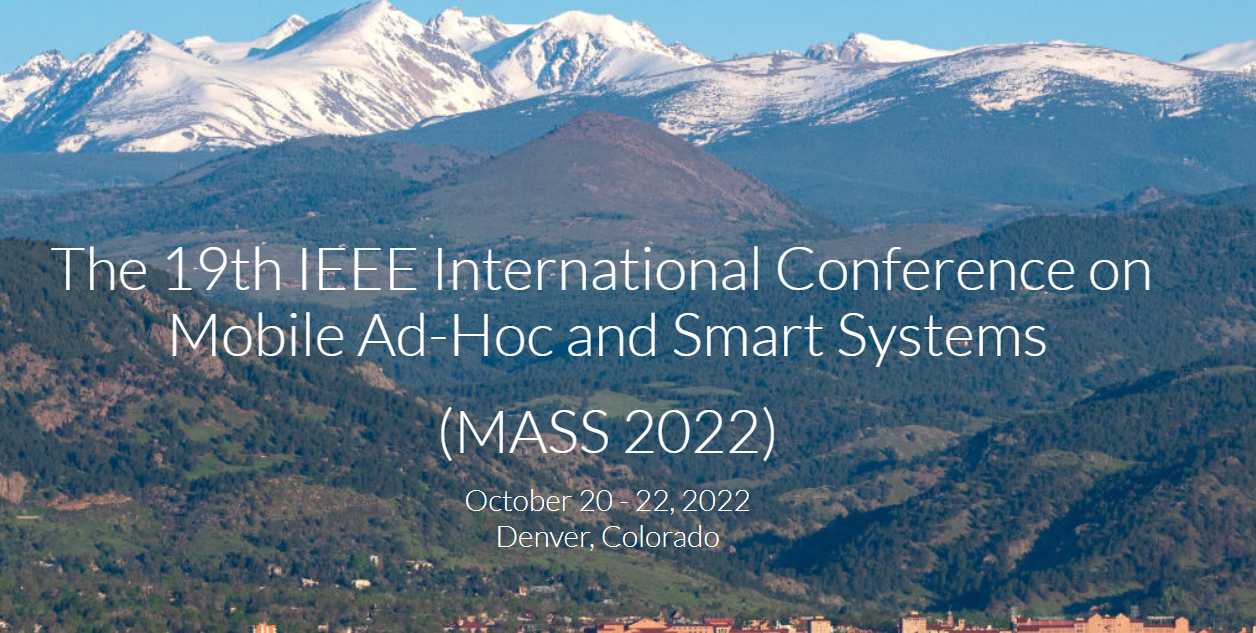 The 19th IEEE International Conference on
Mobile Ad-Hoc and Smart Systems
(MASS 2022)
October 20 - 22, 2022
Denver, Colorado